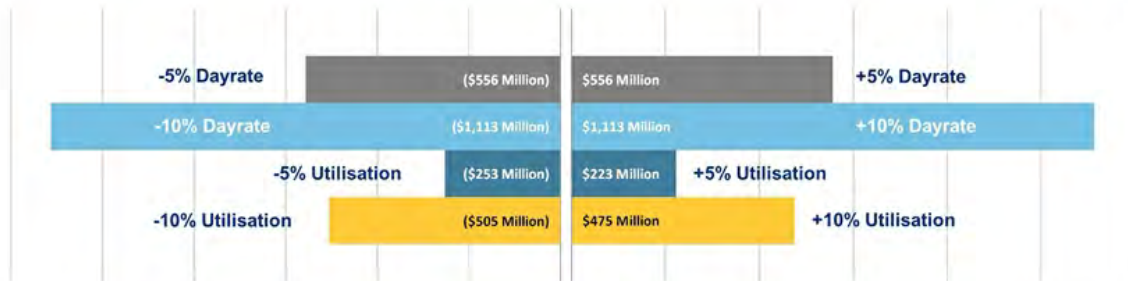 -5% Dayrate ($556 Million) $556 Million +5% Dayrate
-10% Dayrate ($1,113 Million) $1,113 Million +10% Dayrate
-5% Utilisation ($253 Million) $223 Million +5% Utilisation
-10% Utilisation ($505 Million) $475 Million +10% Utilisation